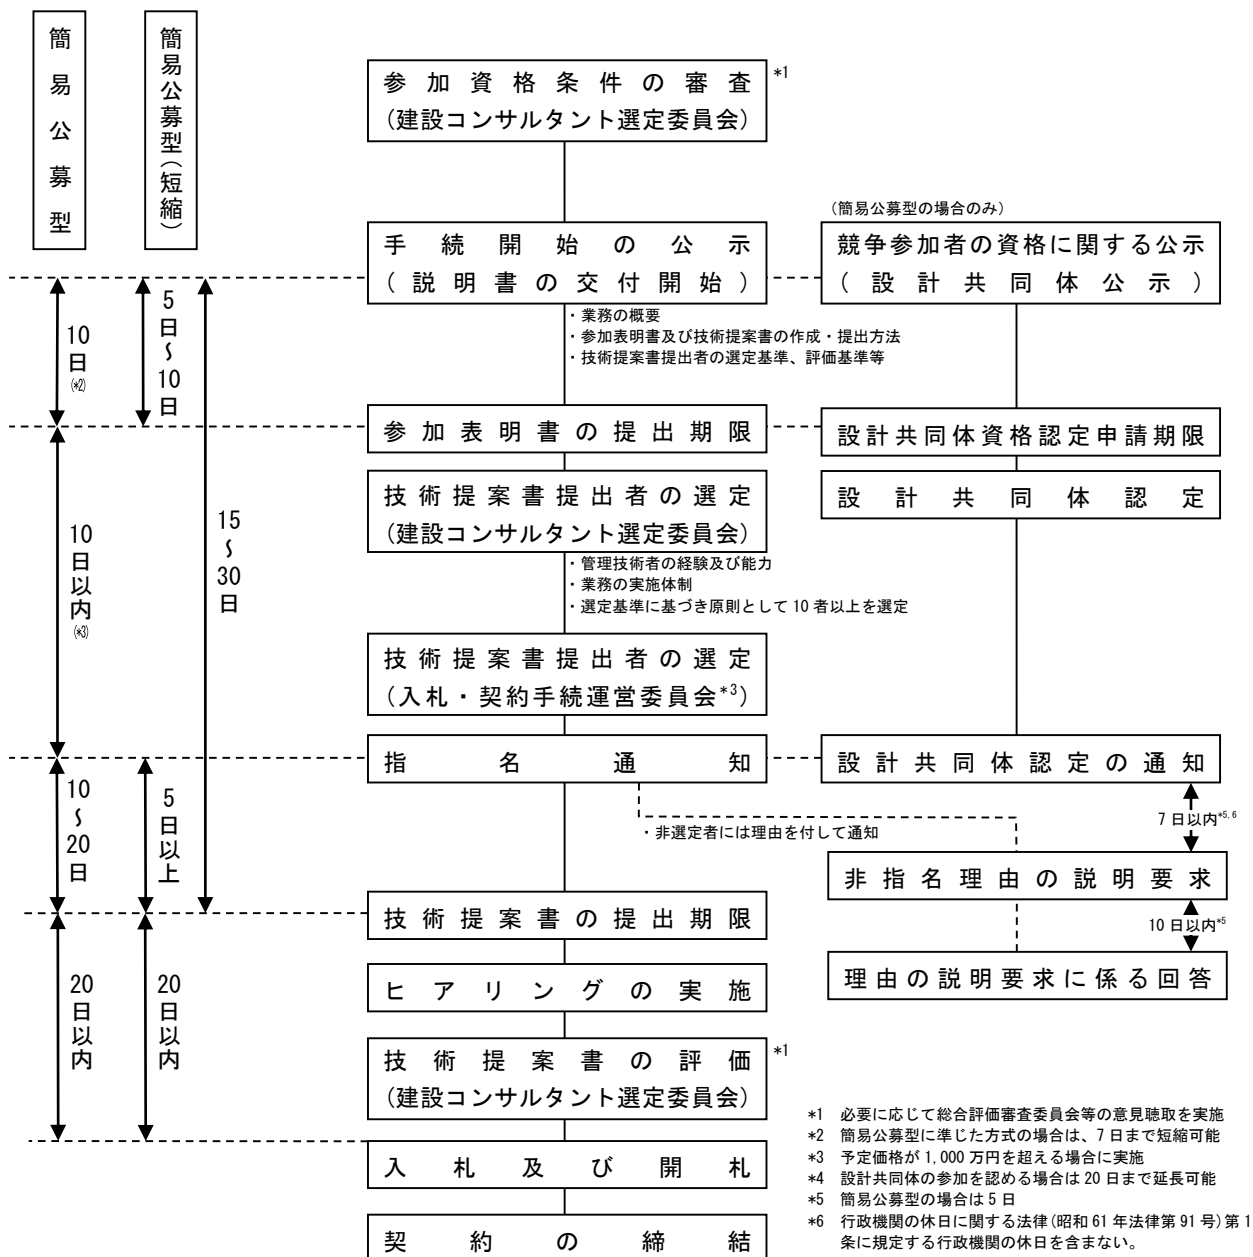 簡易公募型
簡易公募型（短縮）
参加資格条件の審査 *1
（建設コンサルタント選定委員会）
（簡易公募型の場合のみ）
手続開始の公示
（説明書の交付開始）
競争参加者の資格に関する公示
（設計共同体公示）
・業務の概要
・参加表明書及び技術提案書の作成・提出方法
・技術提案書提出者の選定基準、評価基準等
10日(*2)
5日～10日
参加表明書の提出期限
設計共同体資格認定申請期限
技術提案書提出者の選定
（建設コンサルタント選定委員会）
設計共同体認定
・管理技術者の経験及び能力
・業務の実施体制
・選定基準に基づき原則として10者以上を選定
10日以内(*3)
15～30日
技術提案書提出者の選定
（入札・契約手続運営委員会*3）
指名通知
設計共同体認定の通知
・非選定者には理由を付して通知
7日以内*5,6
10～20日
5日以上
非指名理由の説明要求
10日以内*5
技術提案書の提出期限
理由の説明要求に係る回答
ヒアリングの実施
20日以内
20日以内
技術提案書の評価 *1
（建設コンサルタント選定委員会）
入札及び開札
契約の締結
*1 必要に応じて総合評価審査委員会等の意見聴取を実施
*2 簡易公募型に準じた方式の場合は、7日まで短縮可能
*3 予定価格が1,000万円を超える場合に実施
*4 設計共同体の参加を認める場合は20日まで延長可能
*5 簡易公募型の場合は5日
*6 行政機関の休日に関する法律(昭和61年法律第91号)第1
条に規定する行政機関の休日を含まない。